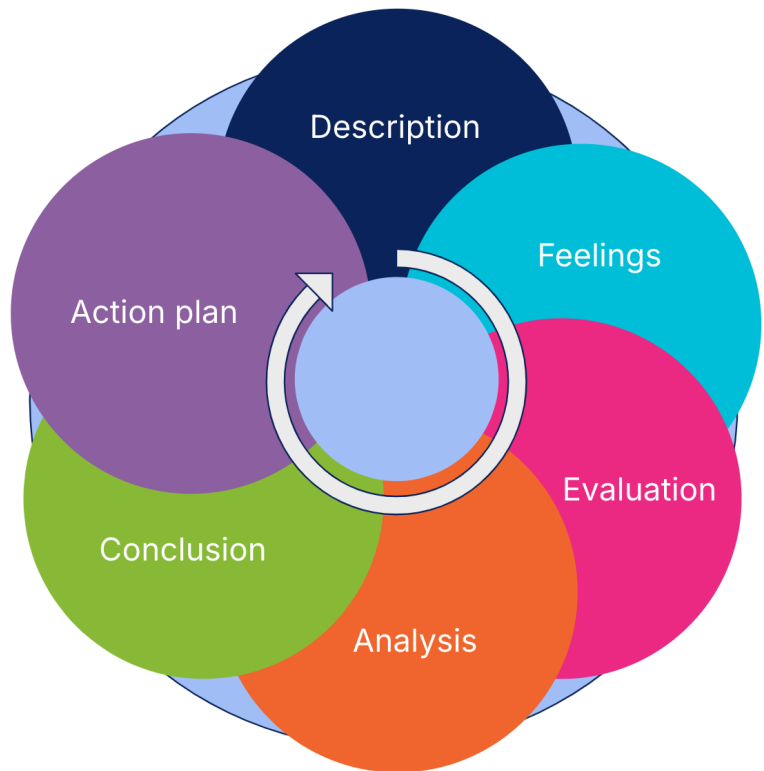 Description
Feelings
Evaluation
Analysis
Conclusion
Action plan